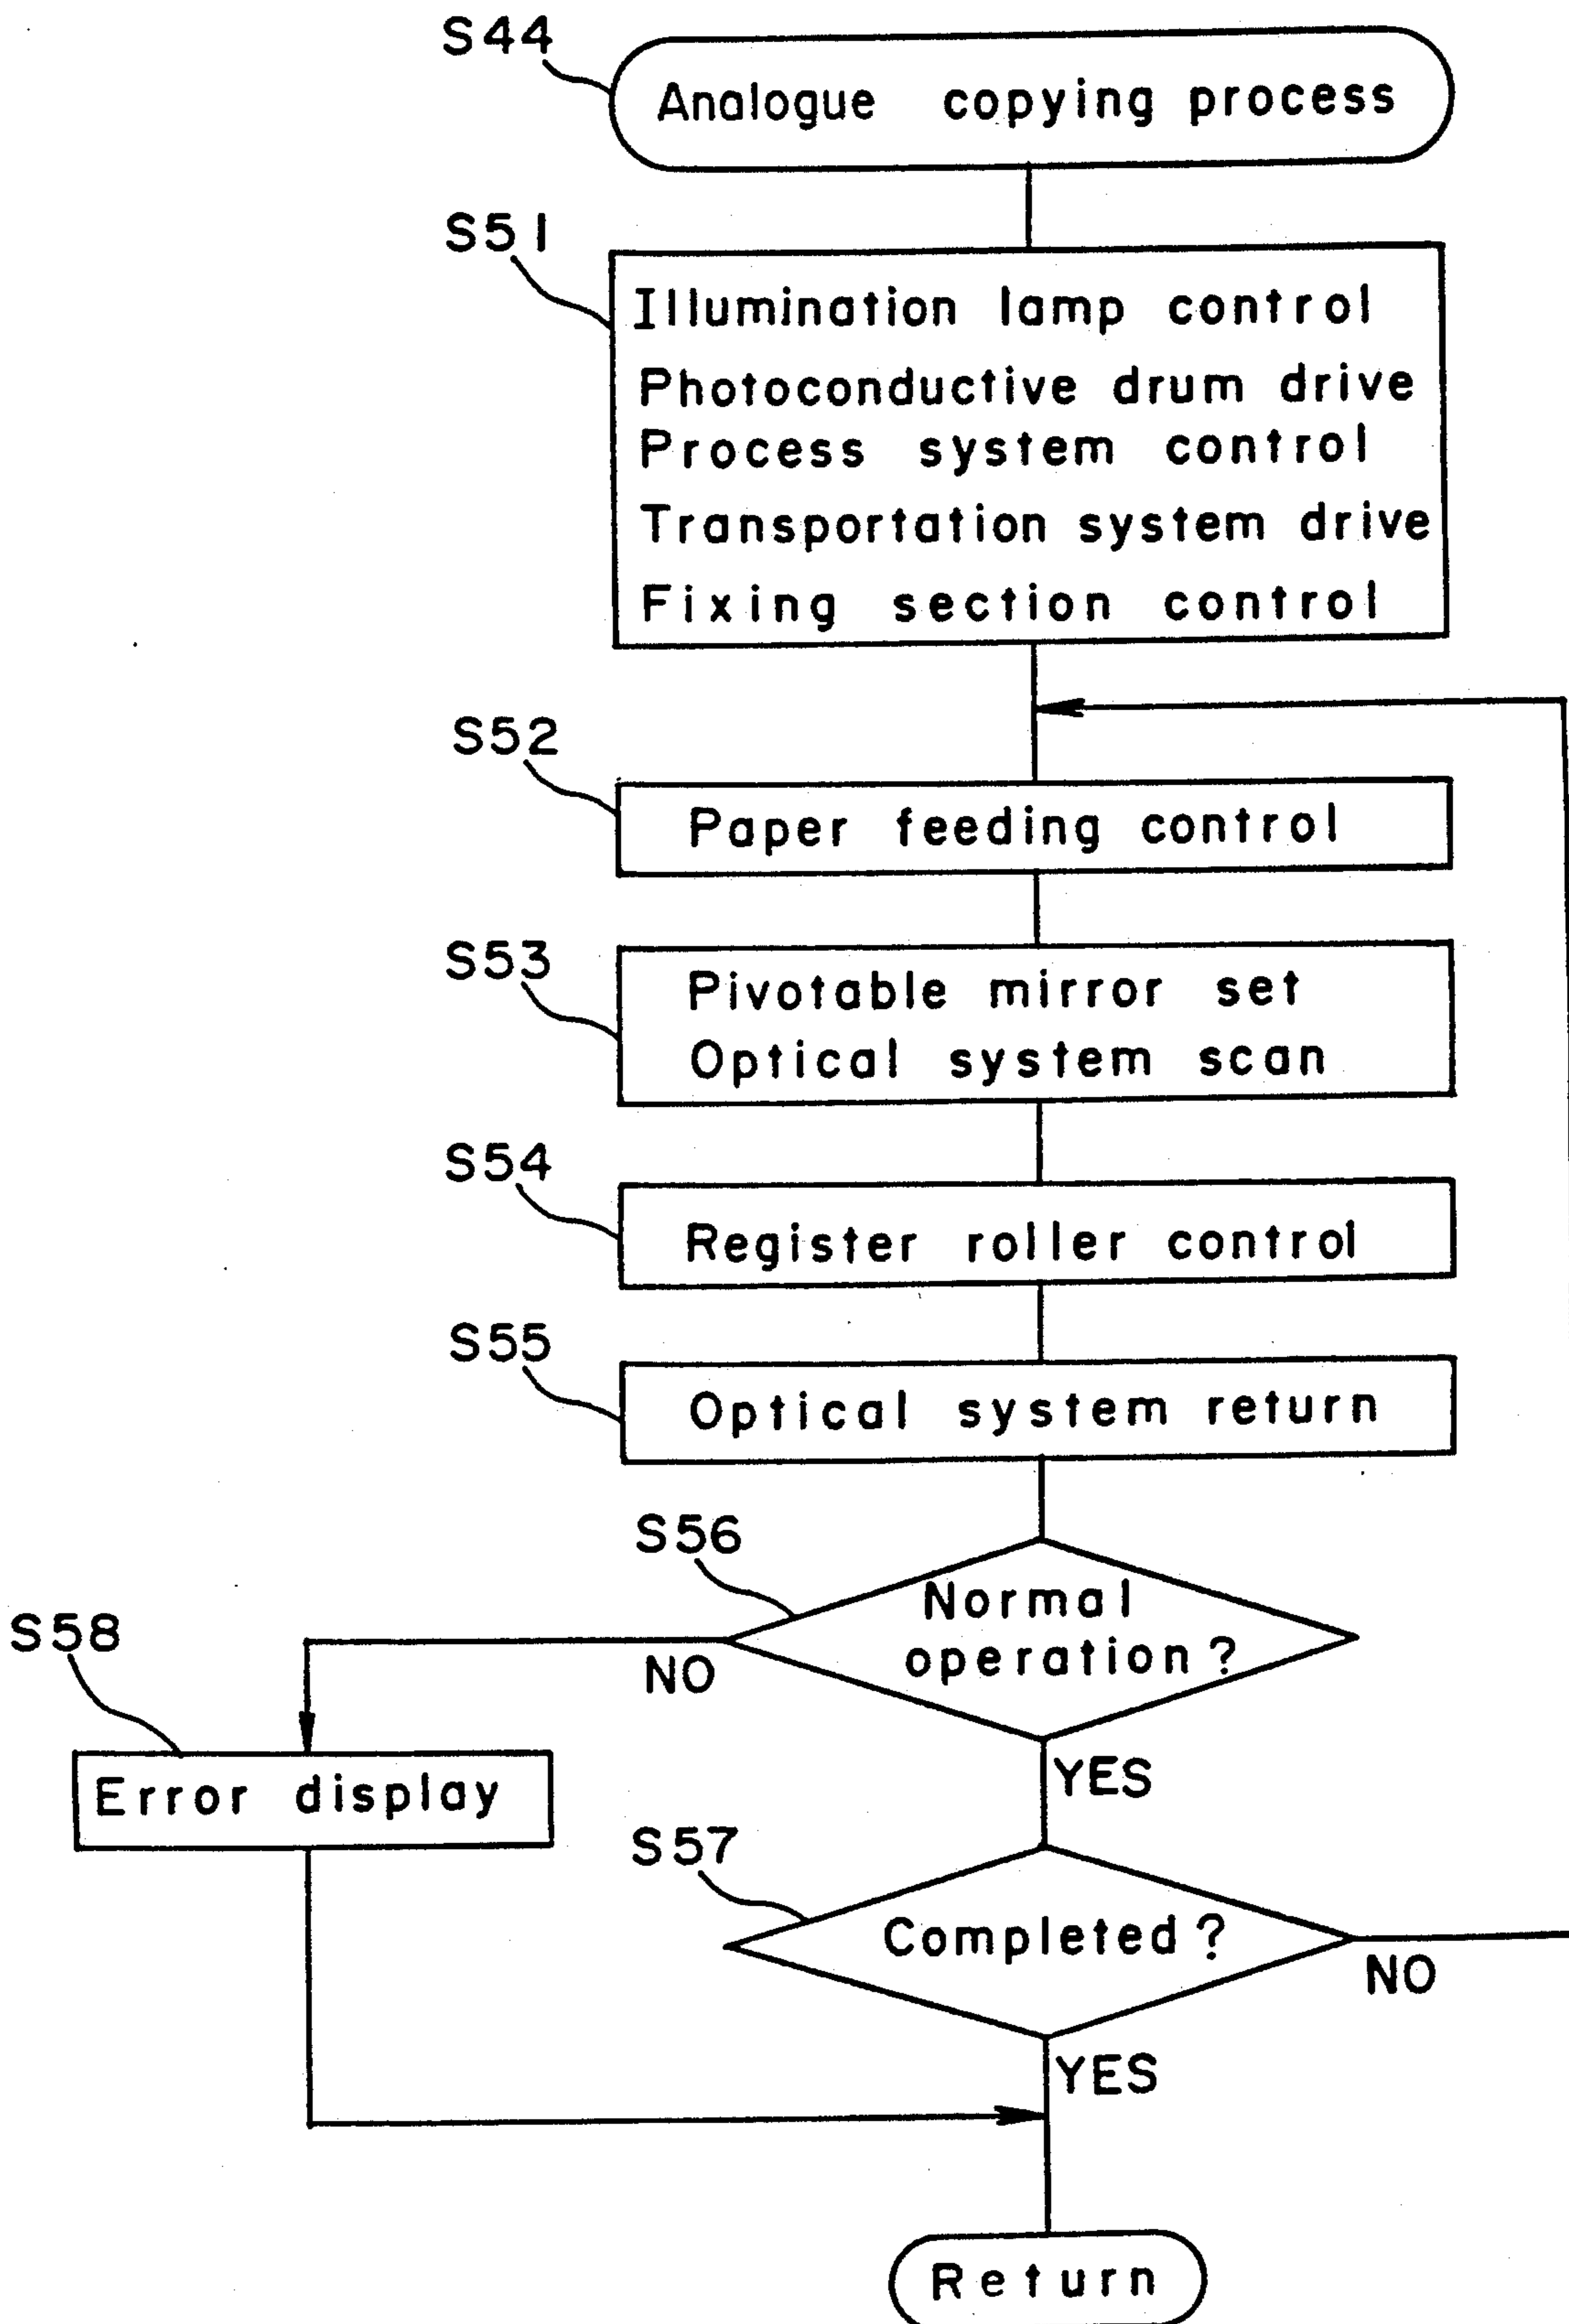 S44
Analogue copying process
S51
Illumination lamp control
Photoconductive drum drive
Process system control
Transportation system drive
Fixing section control
S52
Paper feeding control
S53
Pivotable mirror set
Optical system scan
S54
Register roller control
S55
Optical system return
S56
Normal
operation?
NO
YES
S58
Error display
S57
Completed?
NO
YES
Return